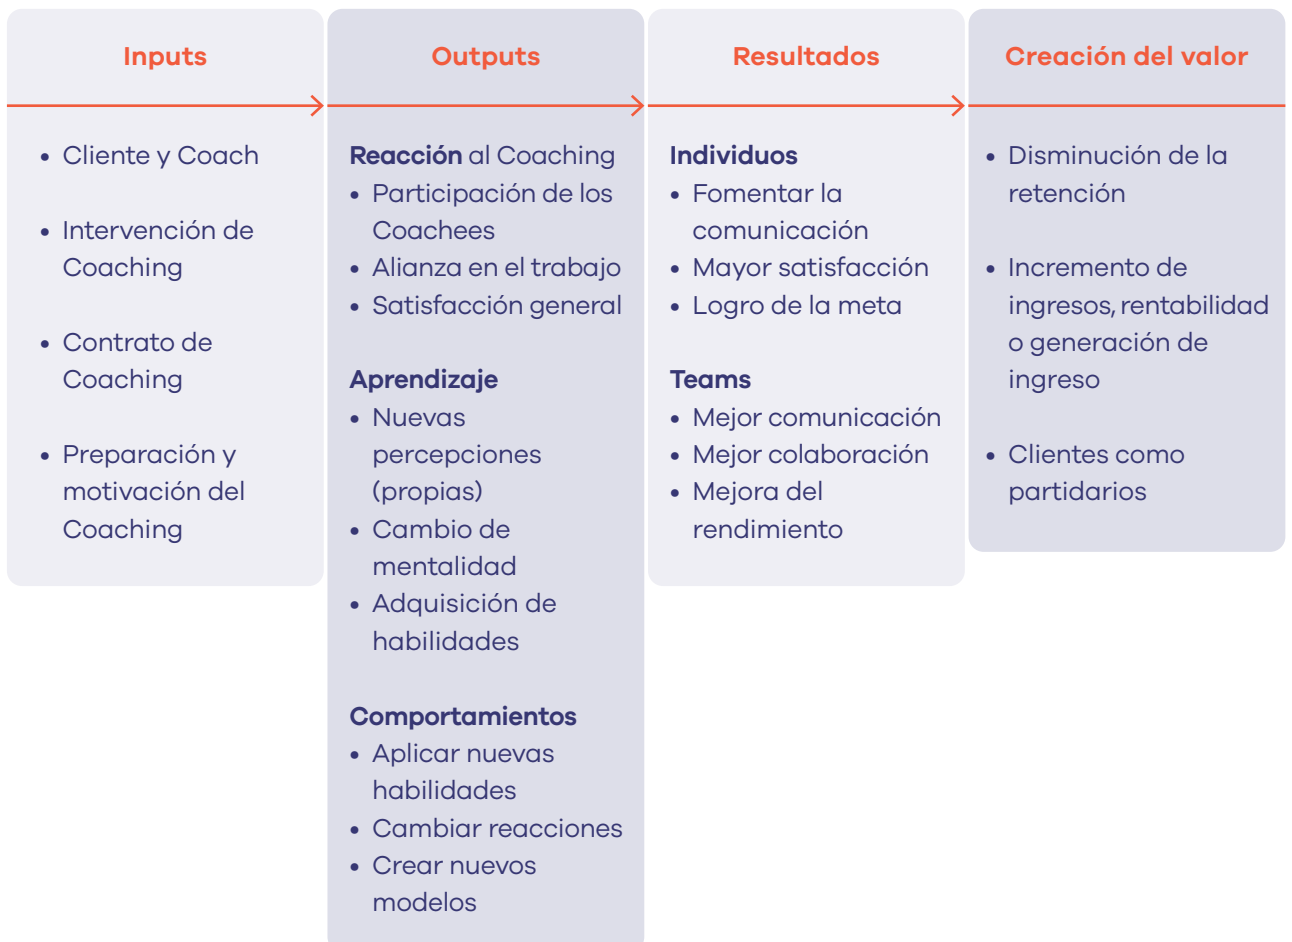 Inputs
• Cliente y Coach
• Intervención de
Coaching
• Contrato de
Coaching
• Preparación y
motivación del
Coaching
Outputs
Reacción al Coaching
• Participación de los
Coachees
• Alianza en el trabajo
• Satisfacción general
Aprendizaje
• Nuevas
percepciones
(propias)
• Cambio de
mentalidad
• Adquisición de
habilidades
Comportamientos
• Aplicar nuevas
habilidades
• Cambiar reacciones
• Crear nuevos
modelos
Resultados
Individuos
• Fomentar la
comunicación
• Mayor satisfacción
• Logro de la meta
Teams
• Mejor comunicación
• Mejor colaboración
• Mejora del
rendimiento
Creación del valor
• Disminución de la
retención
• Incremento de
ingresos, rentabilidad
o generación de
ingreso
• Clientes como
partidarios